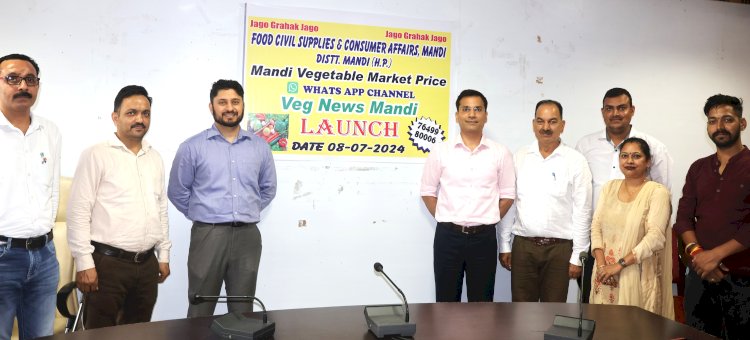 Jago Grahak Jago Jago Grahak Jago
FOOD CIVIL SUPPLIES & CONSUMER AFFAIRS, MANDI
DISTT. MANDI (H.P.)
Mandi Vegetable Market Price
WHATS APP CHANNEL
Veg News Mandi
LAUNCH
76499
80006
DATE 08-07-2024